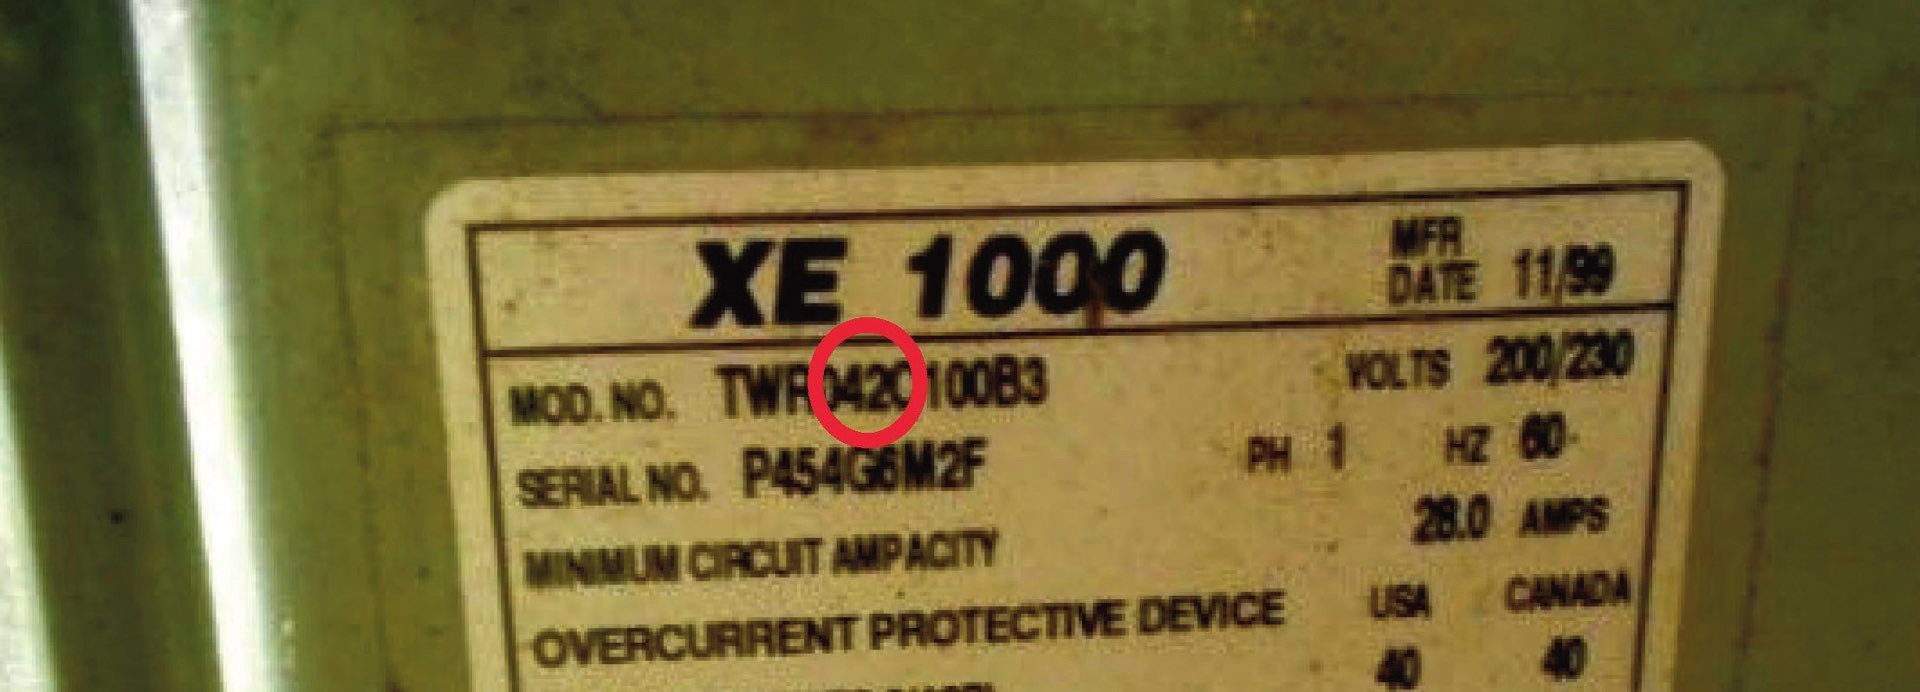 XE 1000
MFR
DATE 11/99
MOD. NO. TWR042C100B3
VOLTS 200/230
SERIAL NO. P454G6M2F
PH 1 HZ 60
MINIMUM CIRCUIT AMPACITY
28.0 AMPS
OVERCURRENT PROTECTIVE DEVICE
USA CANADA
40 40